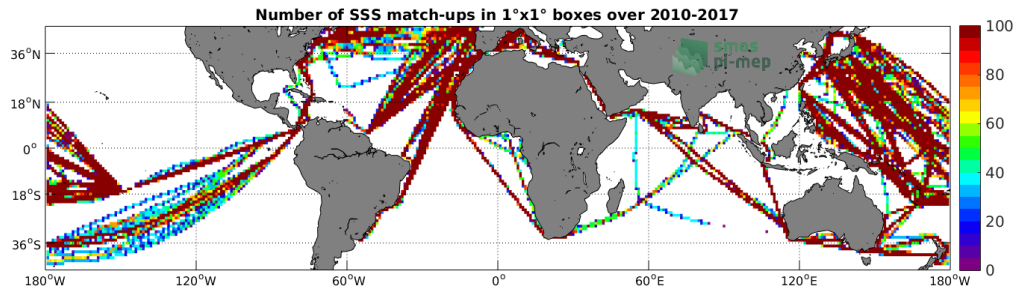 Number of SSS match-ups in 1°x1° boxes over 2010-2017
smos
pi-mep
36°N
18°N
0°
18°S
36°S
180°W 120°W 60°W 0° 60°E 120°E 180°W
100
80
60
40
20
0